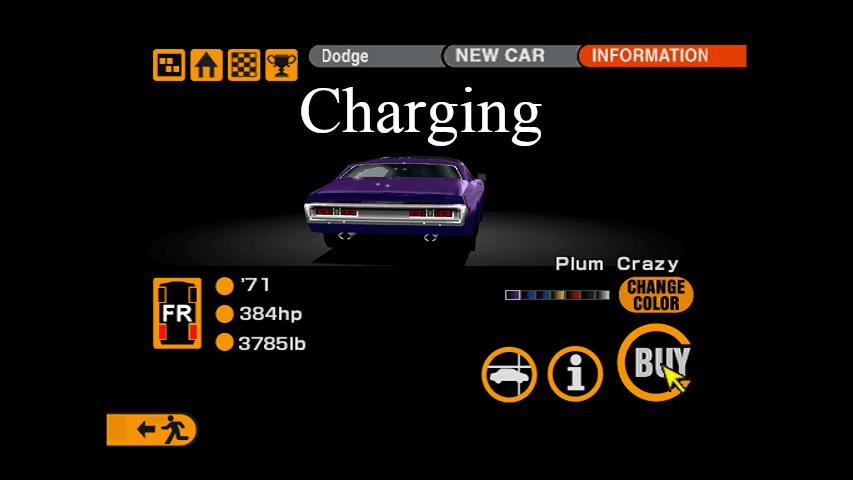 Dodge NEW CAR INFORMATION
Charging
Plum Crazy
CHANGE
COLOR
FR
'71
384hp
3785lb
i
BUY